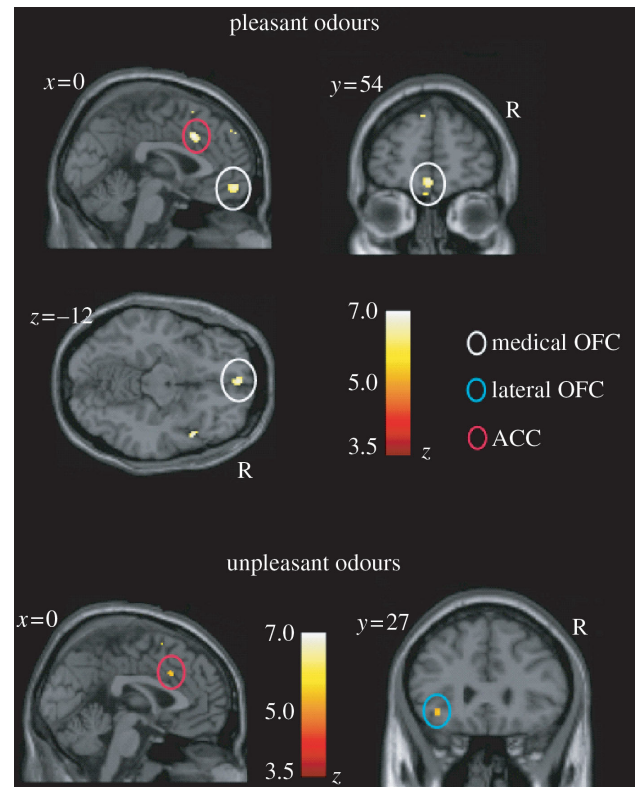 pleasant odours
x=0
y=54
R
z=–12
R
7.0
5.0
3.5
z
medical OFC
lateral OFC
ACC
unpleasant odours
x=0
7.0
5.0
3.5
z
y=27
R